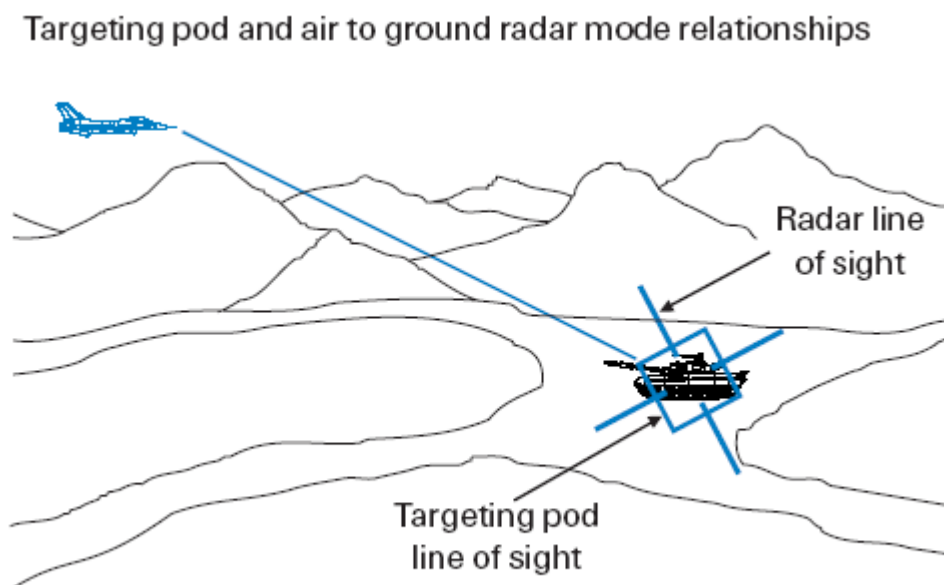 Targeting pod and air to ground radar mode relationships
Radar line
of sight
Targeting pod
line of sight